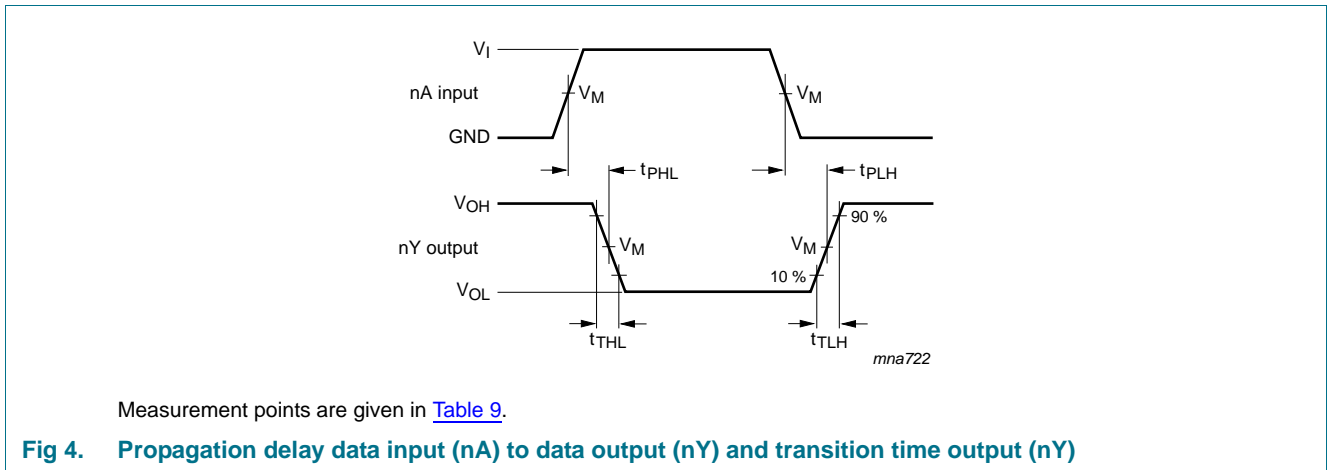 VI
nA input
VM
VM
GND
tPHL
tPLH
VOH
90 %
nY output
VM
VM
10 %
VOL
tTHL
tTLH
mna722
Measurement points are given in Table 9.
Fig 4. Propagation delay data input (nA) to data output (nY) and transition time output (nY)